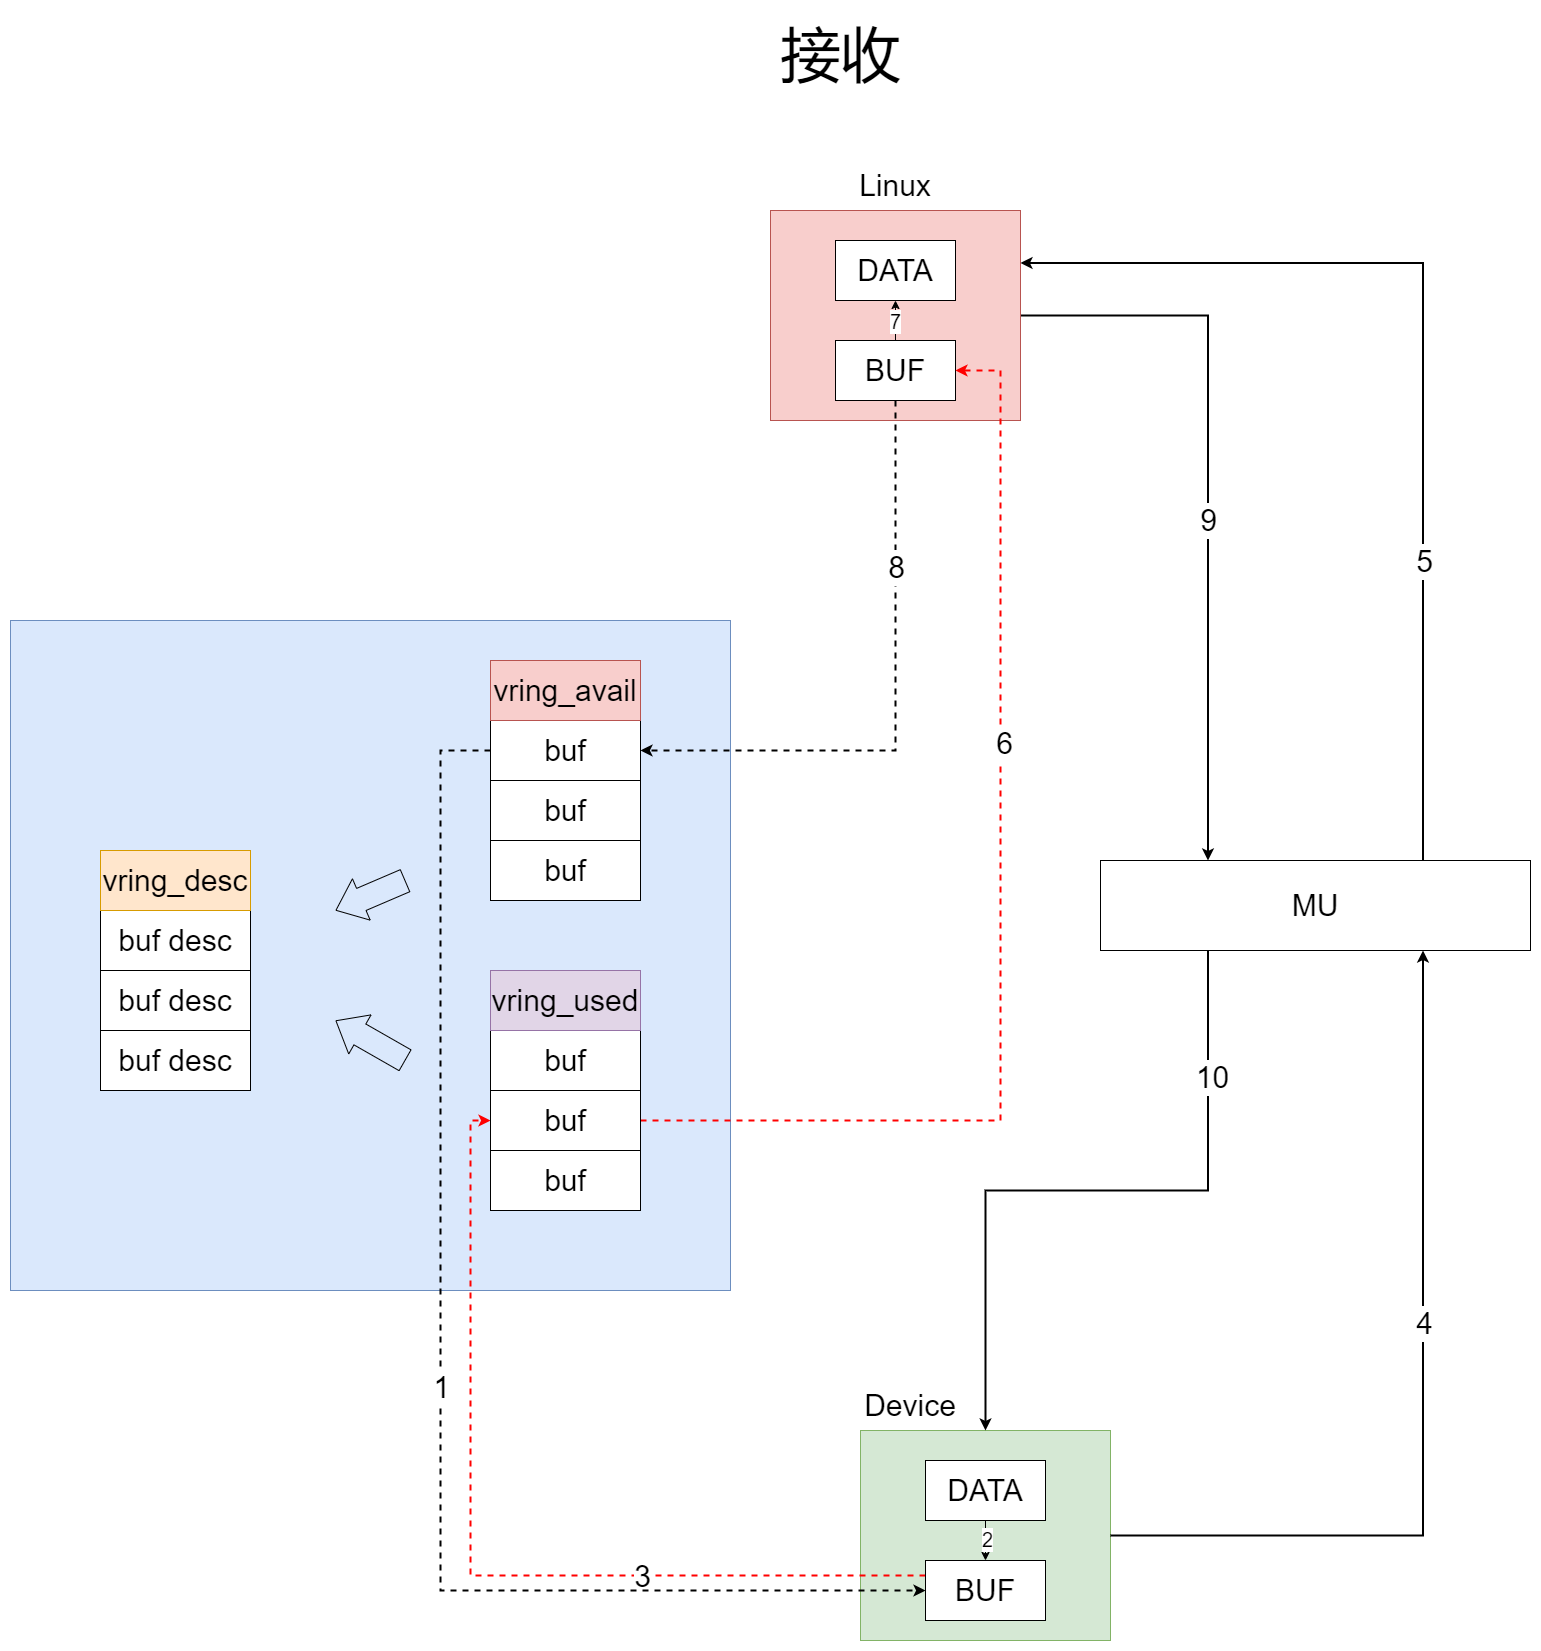 接收
Linux
DATA
7
BUF
9
5
8
vring_avail
buf
6
buf
buf
vring_desc
MU
buf desc
buf desc
vring_used
buf desc
buf
10
buf
buf
4
1
Device
DATA
2
3
BUF